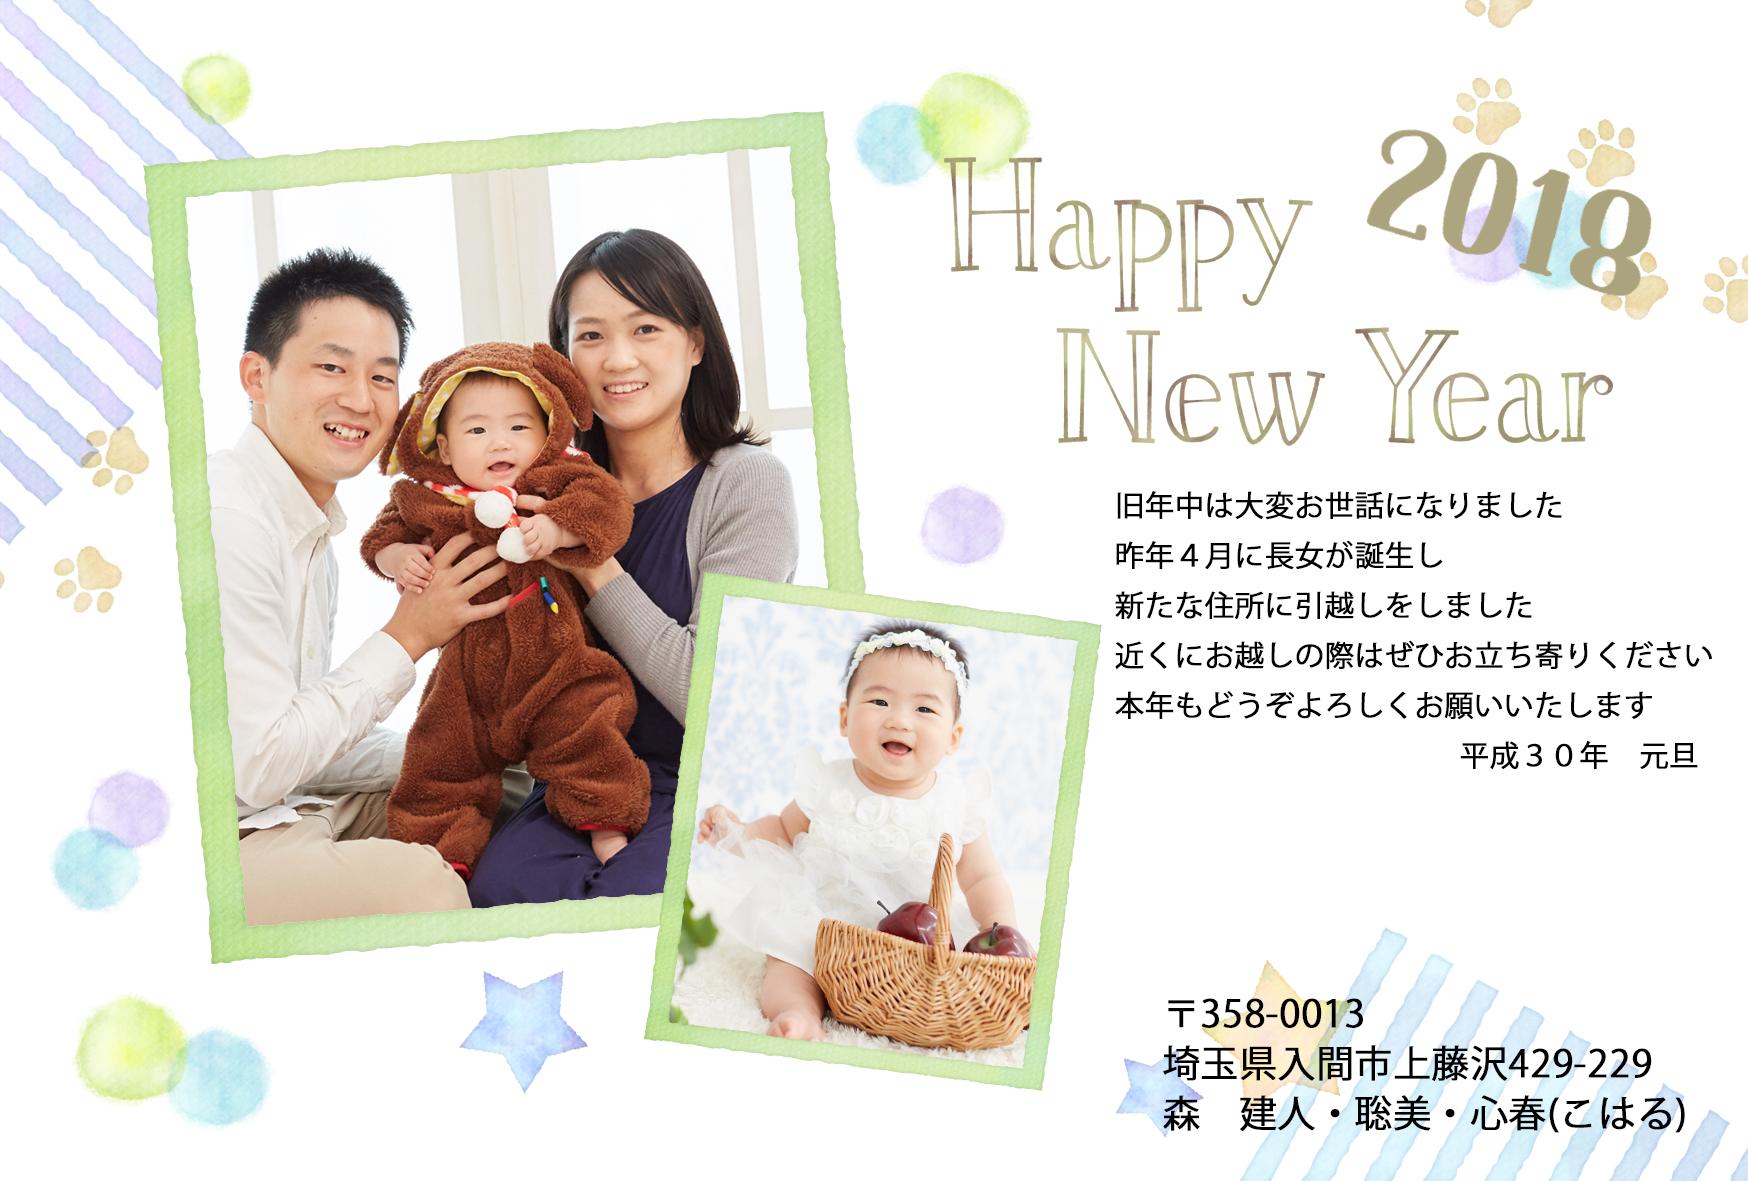 Happy 2018
New Year
旧年中は大変お世話になりました
昨年４月に長女が誕生し
新たな住所に引越しをしました
近くにお越しの際はぜひお立ち寄りください
本年もどうぞよろしくお願いいたします
平成３０年　元旦
〒358-0013
埼玉県入間市上藤沢429-229
森　建人・聡美・心春(こはる)